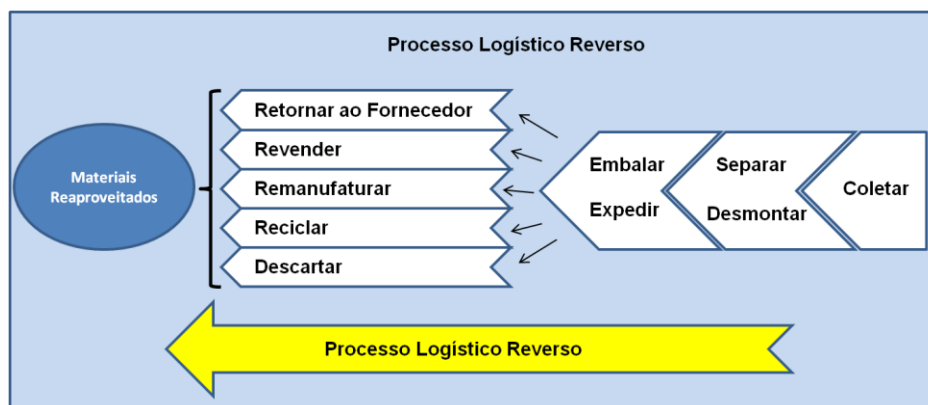 Processo Logístico Reverso
Materiais
Reaproveitados
Retornar ao Fornecedor
Revender
Remanufaturar
Reciclar
Descartar
Embalar
Expedir
Separar
Desmontar
Coletar
Processo Logístico Reverso